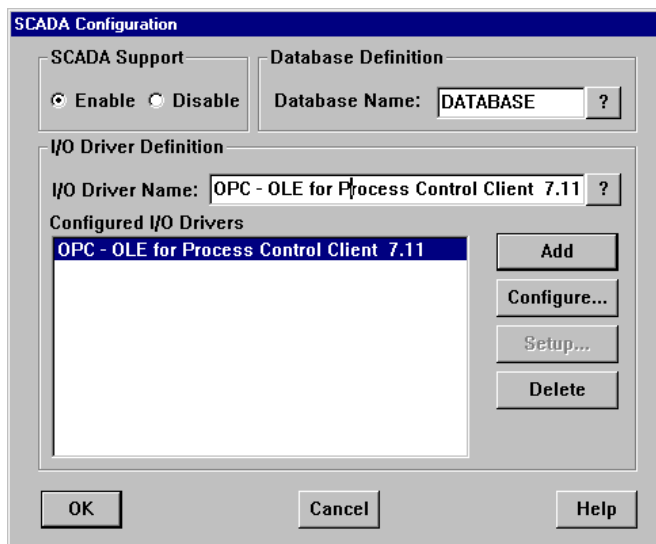 SCADA Configuration
SCADA Support
Enable Disable
Database Definition
Database Name: DATABASE ?
I/O Driver Definition
I/O Driver Name: OPC - OLE for Process Control Client 7.11 ?
Configured I/O Drivers
OPC - OLE for Process Control Client 7.11
Add
Configure...
Setup...
Delete
OK Cancel Help